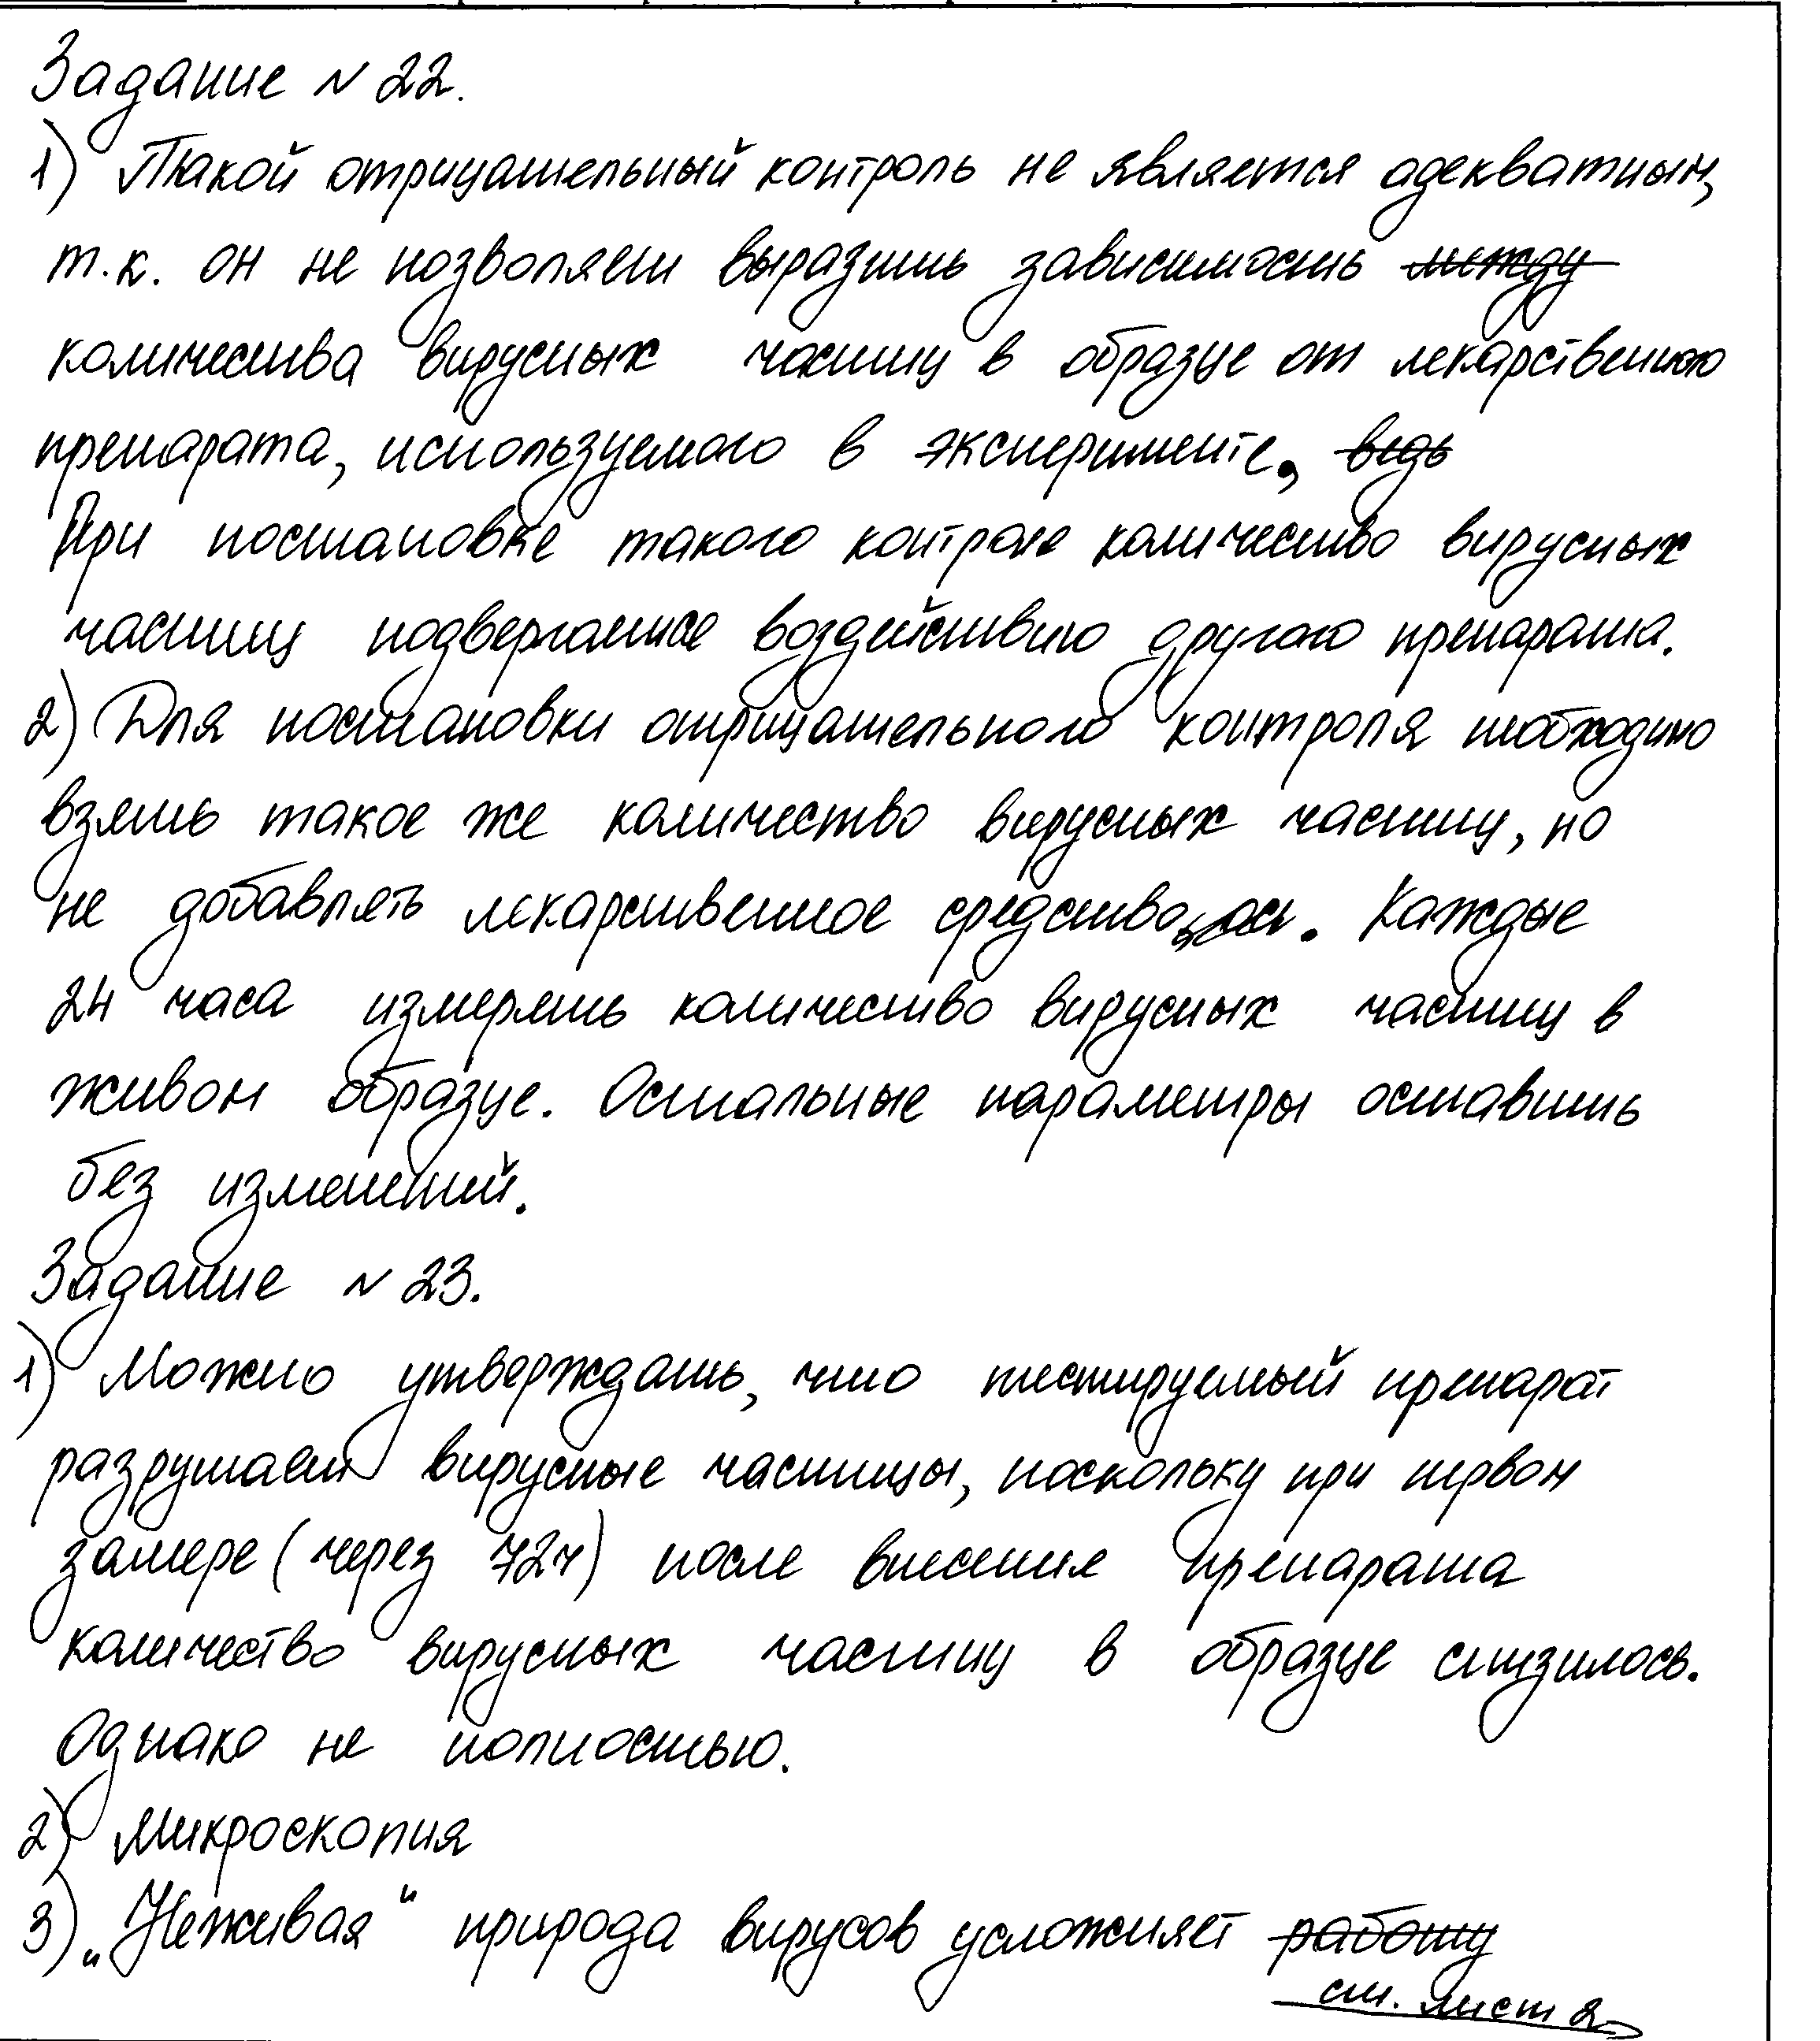 Задание № 22.
1) Такой отрицательный контроль не является адекватным,
т.к. он не позволяет выразить зависимость между
количества вирусных частиц в образце от лекарственного
препарата, используемого в эксперименте. ведь
При постановке такого контроле количество вирусных
частиц подвергаются воздействию другого препарата.
2) Для постановки отрицательного контроля необходимо
взять такое же количество вирусных частиц, но
не добавлять лекарственное средство. Каждые
24 часа измерять количество вирусных частиц в
живом образце. Остальные параметры оставить
без изменений.
Задание № 23.
1) Можно утверждать, что тестируемый препарат
разрушает вирусные частицы, поскольку при первом
замере (через 72ч) после внесения препарата
количество вирусных частиц в образце снизилось.
Однако не полностью.
2) Микроскопия
3) „Неживая“ природа вирусов усложняет работу
см. лист 2